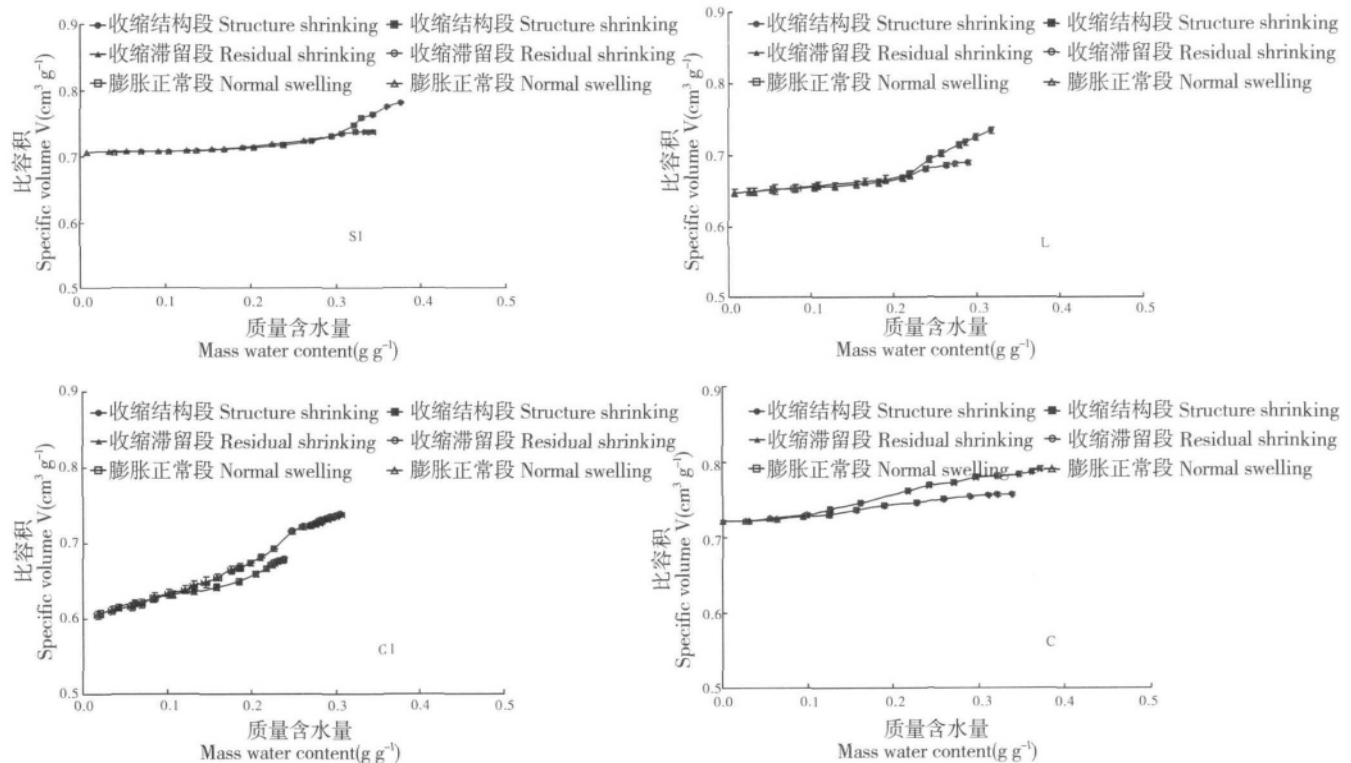 0.9
收缩结构段 Structure shrinking 收缩结构段 Structure shrinking
收缩滞留段 Residual shrinking 收缩滞留段 Residual shrinking
膨胀正常段 Normal swelling 膨胀正常段 Normal swelling
0.8
0.7
0.6
0.5
比容积
Specific volume V(cm³ g⁻¹)
S1
0.0 0.1 0.2 0.3 0.4 0.5
质量含水量
Mass water content(g g⁻¹)
0.9
收缩结构段 Structure shrinking 收缩结构段 Structure shrinking
收缩滞留段 Residual shrinking 收缩滞留段 Residual shrinking
膨胀正常段 Normal swelling 膨胀正常段 Normal swelling
0.8
0.7
0.6
0.5
比容积
Specific volume V(cm³ g⁻¹)
L
0.0 0.1 0.2 0.3 0.4 0.5
质量含水量
Mass water content(g g⁻¹)
0.9
收缩结构段 Structure shrinking 收缩结构段 Structure shrinking
收缩滞留段 Residual shrinking 收缩滞留段 Residual shrinking
膨胀正常段 Normal swelling 膨胀正常段 Normal swelling
0.8
0.7
0.6
0.5
比容积
Specific volume V(cm³ g⁻¹)
C1
0.0 0.1 0.2 0.3 0.4 0.5
质量含水量
Mass water content(g g⁻¹)
0.9
收缩结构段 Structure shrinking 收缩结构段 Structure shrinking
收缩滞留段 Residual shrinking 收缩滞留段 Residual shrinking
膨胀正常段 Normal swelling 膨胀正常段 Normal swelling
0.8
0.7
0.6
0.5
比容积
Specific volume V(cm³ g⁻¹)
C
0.0 0.1 0.2 0.3 0.4 0.5
质量含水量
Mass water content(g g⁻¹)